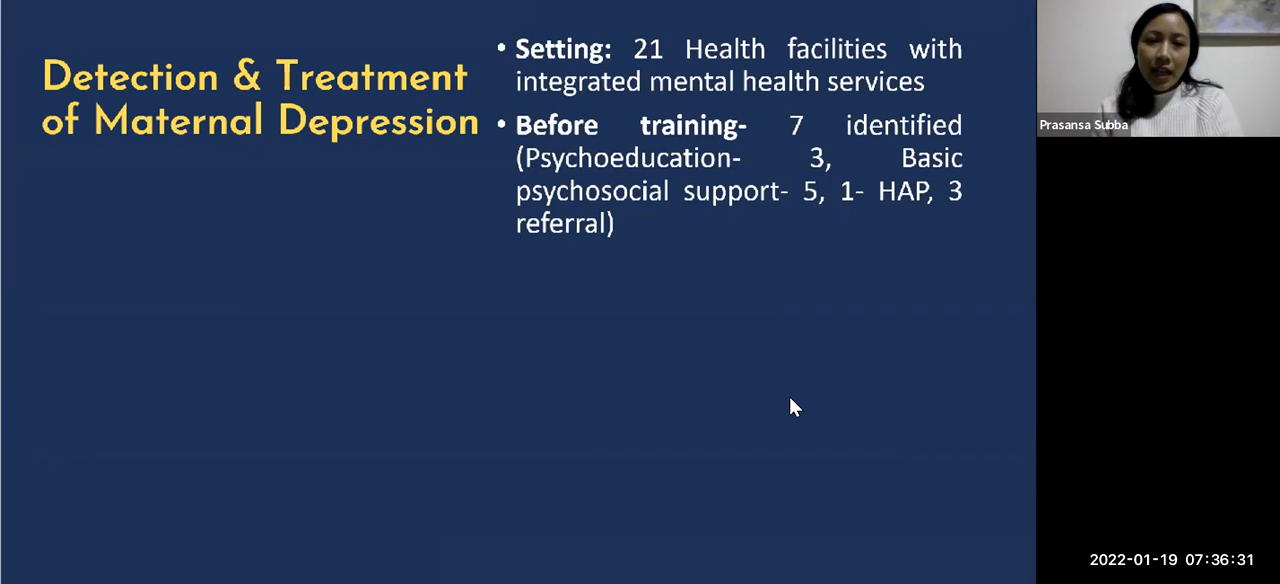 Detection & Treatment
of Maternal Depression
• Setting: 21 Health facilities with
integrated mental health services
• Before training- 7 identified
(Psychoeducation- 3, Basic
psychosocial support- 5, 1- HAP, 3
referral)
Prasansa Subba
2022-01-19 07:36:31